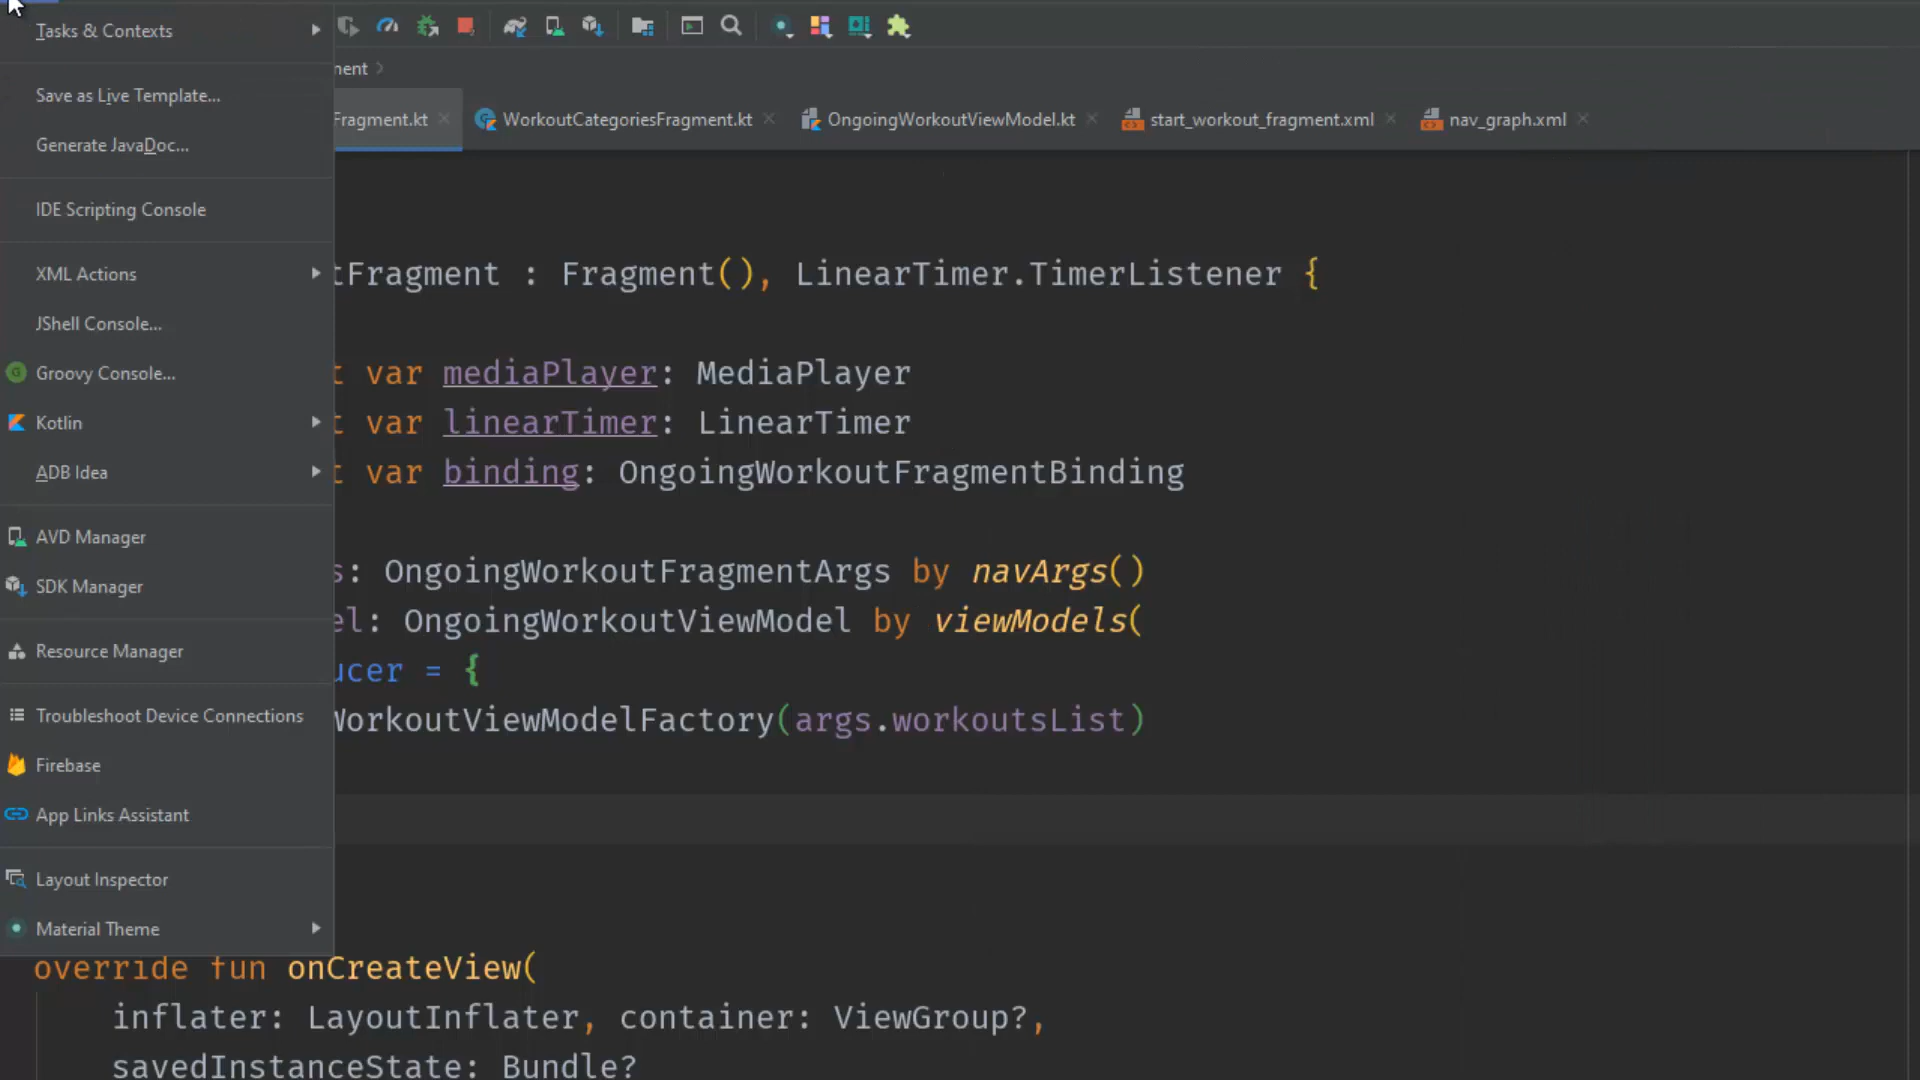 Tasks & Contexts
Save as Live Template...
Generate JavaDoc...
IDE Scripting Console
XML Actions
JShell Console...
Groovy Console...
Kotlin
ADB Idea
AVD Manager
SDK Manager
Resource Manager
Troubleshoot Device Connections
Firebase
App Links Assistant
Layout Inspector
Material Theme
ment
Fragment.kt WorkoutCategoriesFragment.kt OngoingWorkoutViewModel.kt start_workout_fragment.xml nav_graph.xml
tFragment : Fragment(), LinearTimer.TimerListener {
t var mediaPlayer: MediaPlayer
t var linearTimer: LinearTimer
t var binding: OngoingWorkoutFragmentBinding
s: OngoingWorkoutFragmentArgs by navArgs()
el: OngoingWorkoutViewModel by viewModels(
ucer = {
WorkoutViewModelFactory(args.workoutsList)
override fun onCreateView(
inflater: LayoutInflater, container: ViewGroup?,
savedInstanceState: Bundle?